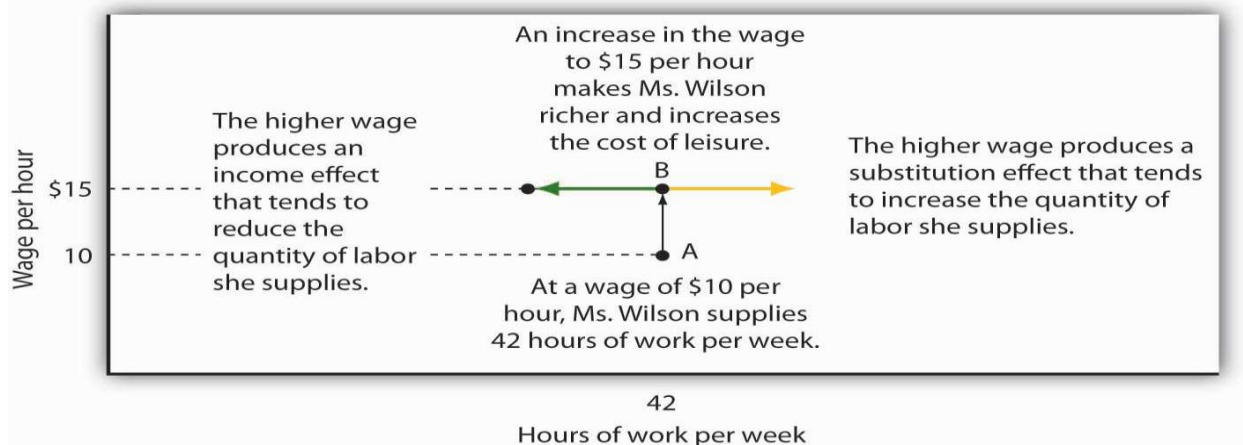 An increase in the wage
to $15 per hour
makes Ms. Wilson
richer and increases
the cost of leisure.
The higher wage
produces an
income effect
that tends to
reduce the
quantity of labor
she supplies.
The higher wage produces a
substitution effect that tends
to increase the quantity of
labor she supplies.
Wage per hour
$15
B
10
A
At a wage of $10 per
hour, Ms. Wilson supplies
42 hours of work per week.
42
Hours of work per week